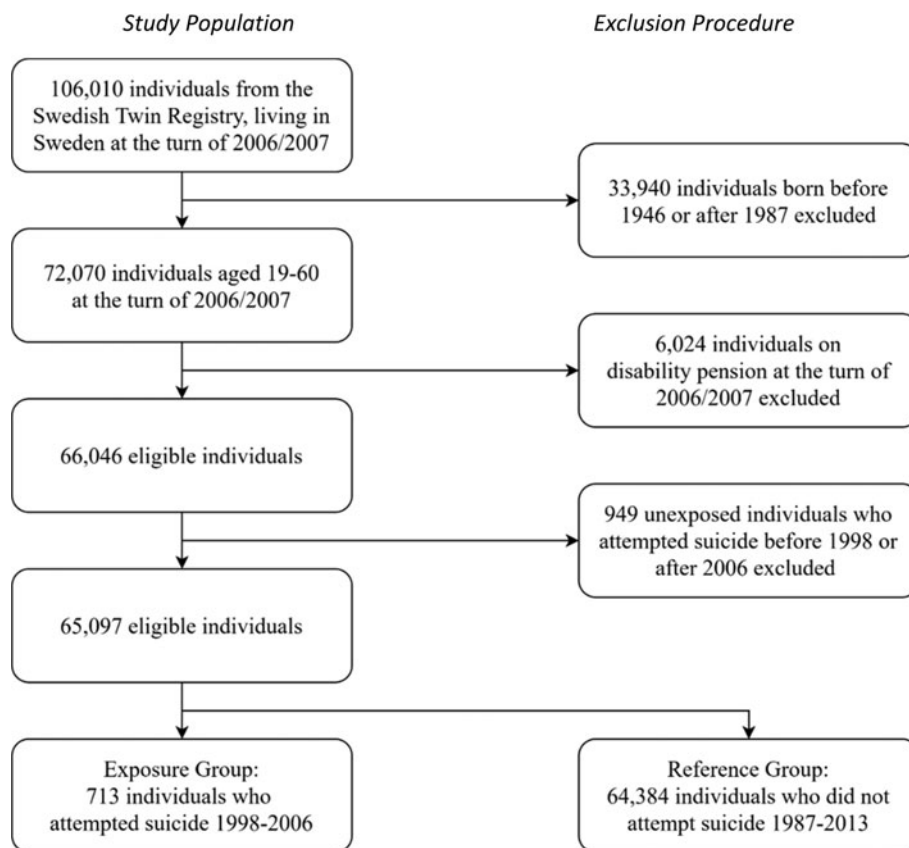 Study Population
Exclusion Procedure
106,010 individuals from the
Swedish Twin Registry, living in
Sweden at the turn of 2006/2007
33,940 individuals born before
1946 or after 1987 excluded
72,070 individuals aged 19-60
at the turn of 2006/2007
6,024 individuals on
disability pension at the turn of
2006/2007 excluded
66,046 eligible individuals
949 unexposed individuals who
attempted suicide before 1998 or
after 2006 excluded
65,097 eligible individuals
Exposure Group:
713 individuals who
attempted suicide 1998-2006
Reference Group:
64,384 individuals who did not
attempt suicide 1987-2013